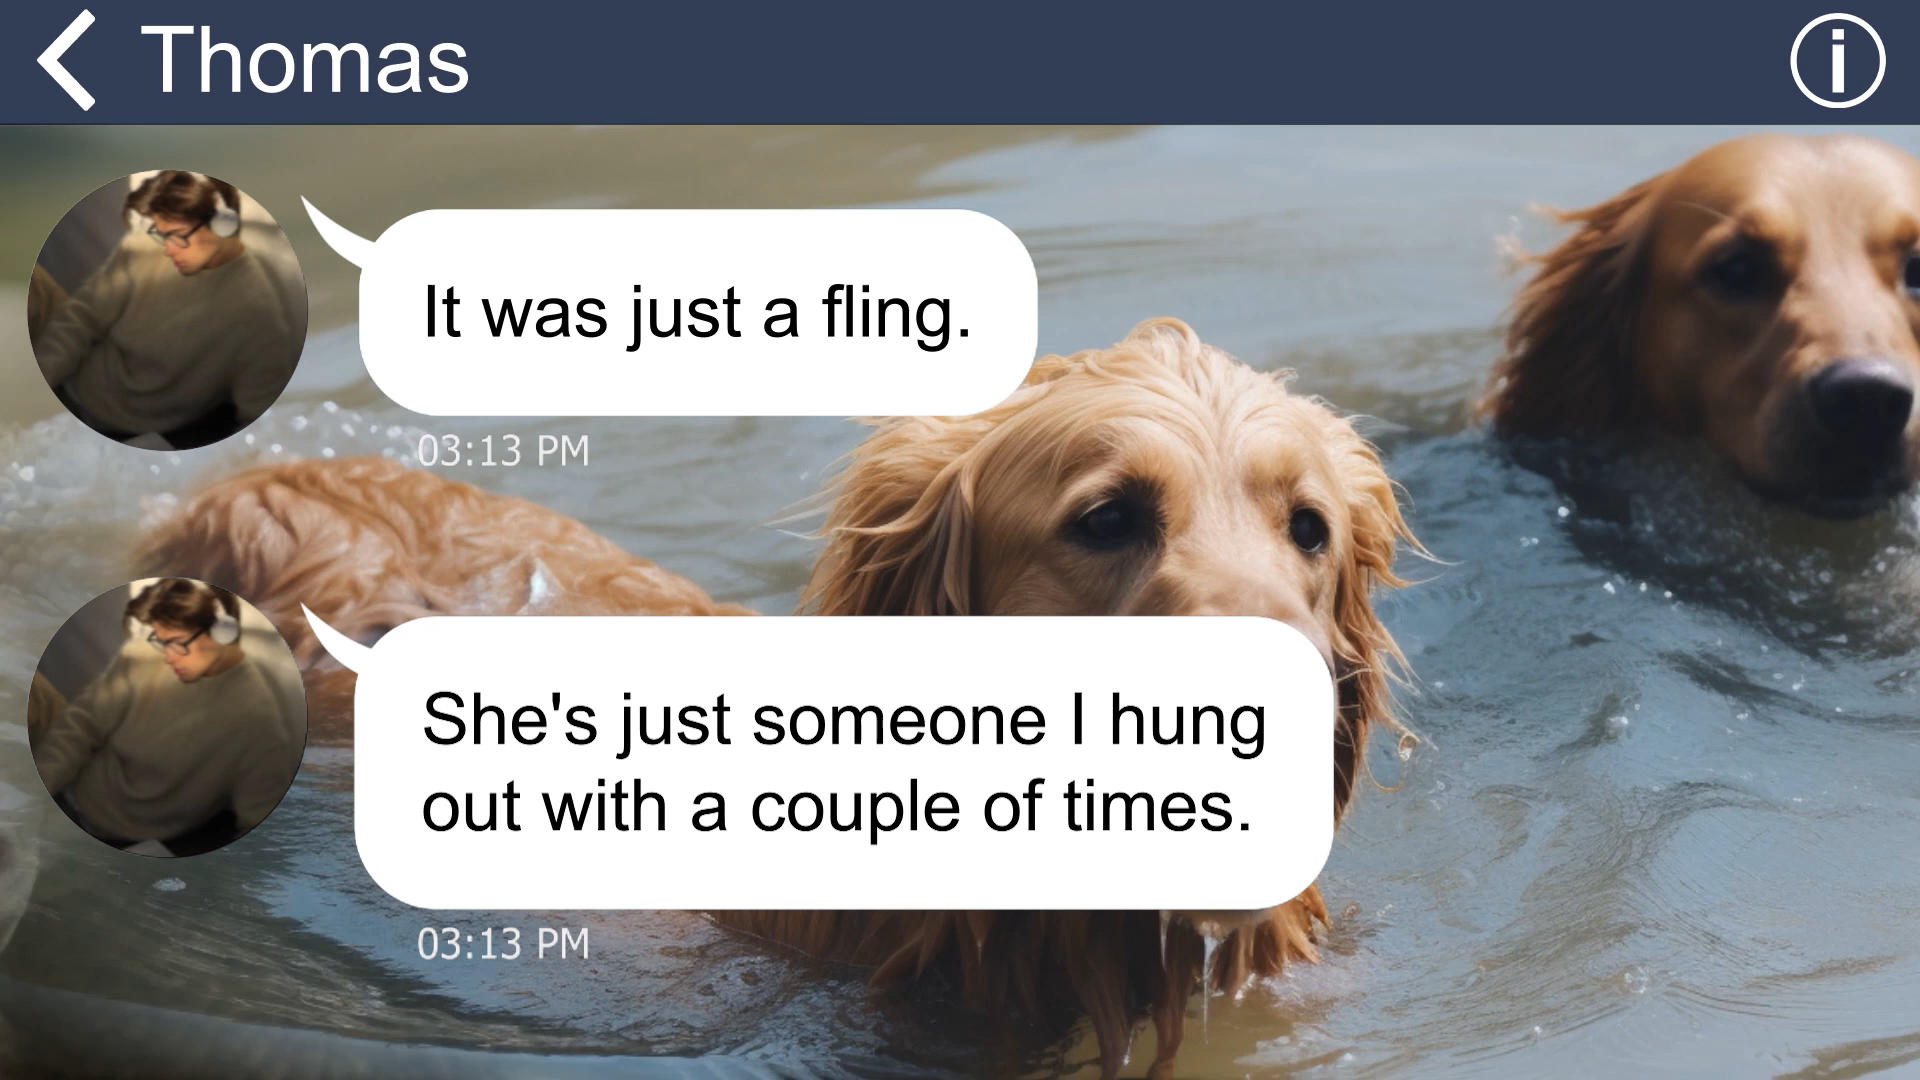 Thomas
It was just a fling.
03:13 PM
She's just someone I hung
out with a couple of times.
03:13 PM